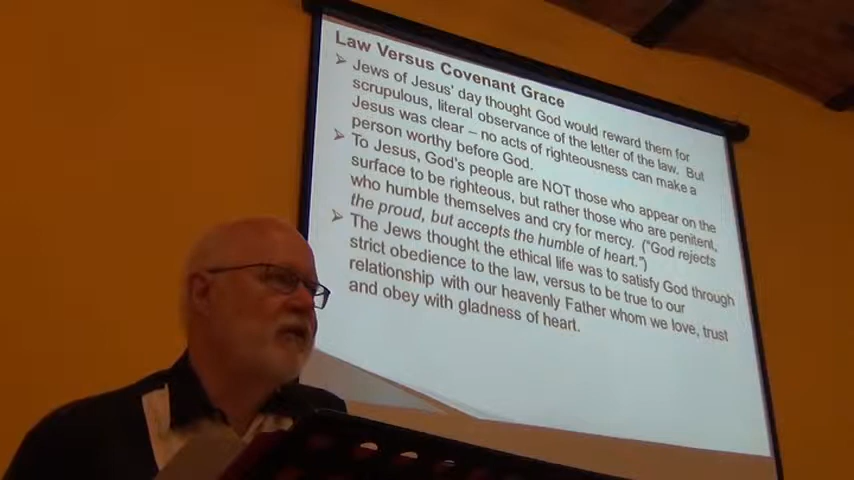 Law Versus Covenant Grace
➢ Jews of Jesus' day thought God would reward them for
scrupulous, literal observance of the letter of the law. But
Jesus was clear – no acts of righteousness can make a
person worthy before God.
➢ To Jesus, God's people are NOT those who appear on the
surface to be righteous, but rather those who are penitent,
who humble themselves and cry for mercy. ("God rejects
the proud, but accepts the humble of heart.")
➢ The Jews thought the ethical life was to satisfy God through
strict obedience to the law, versus to be true to our
relationship with our heavenly Father whom we love, trust
and obey with gladness of heart.